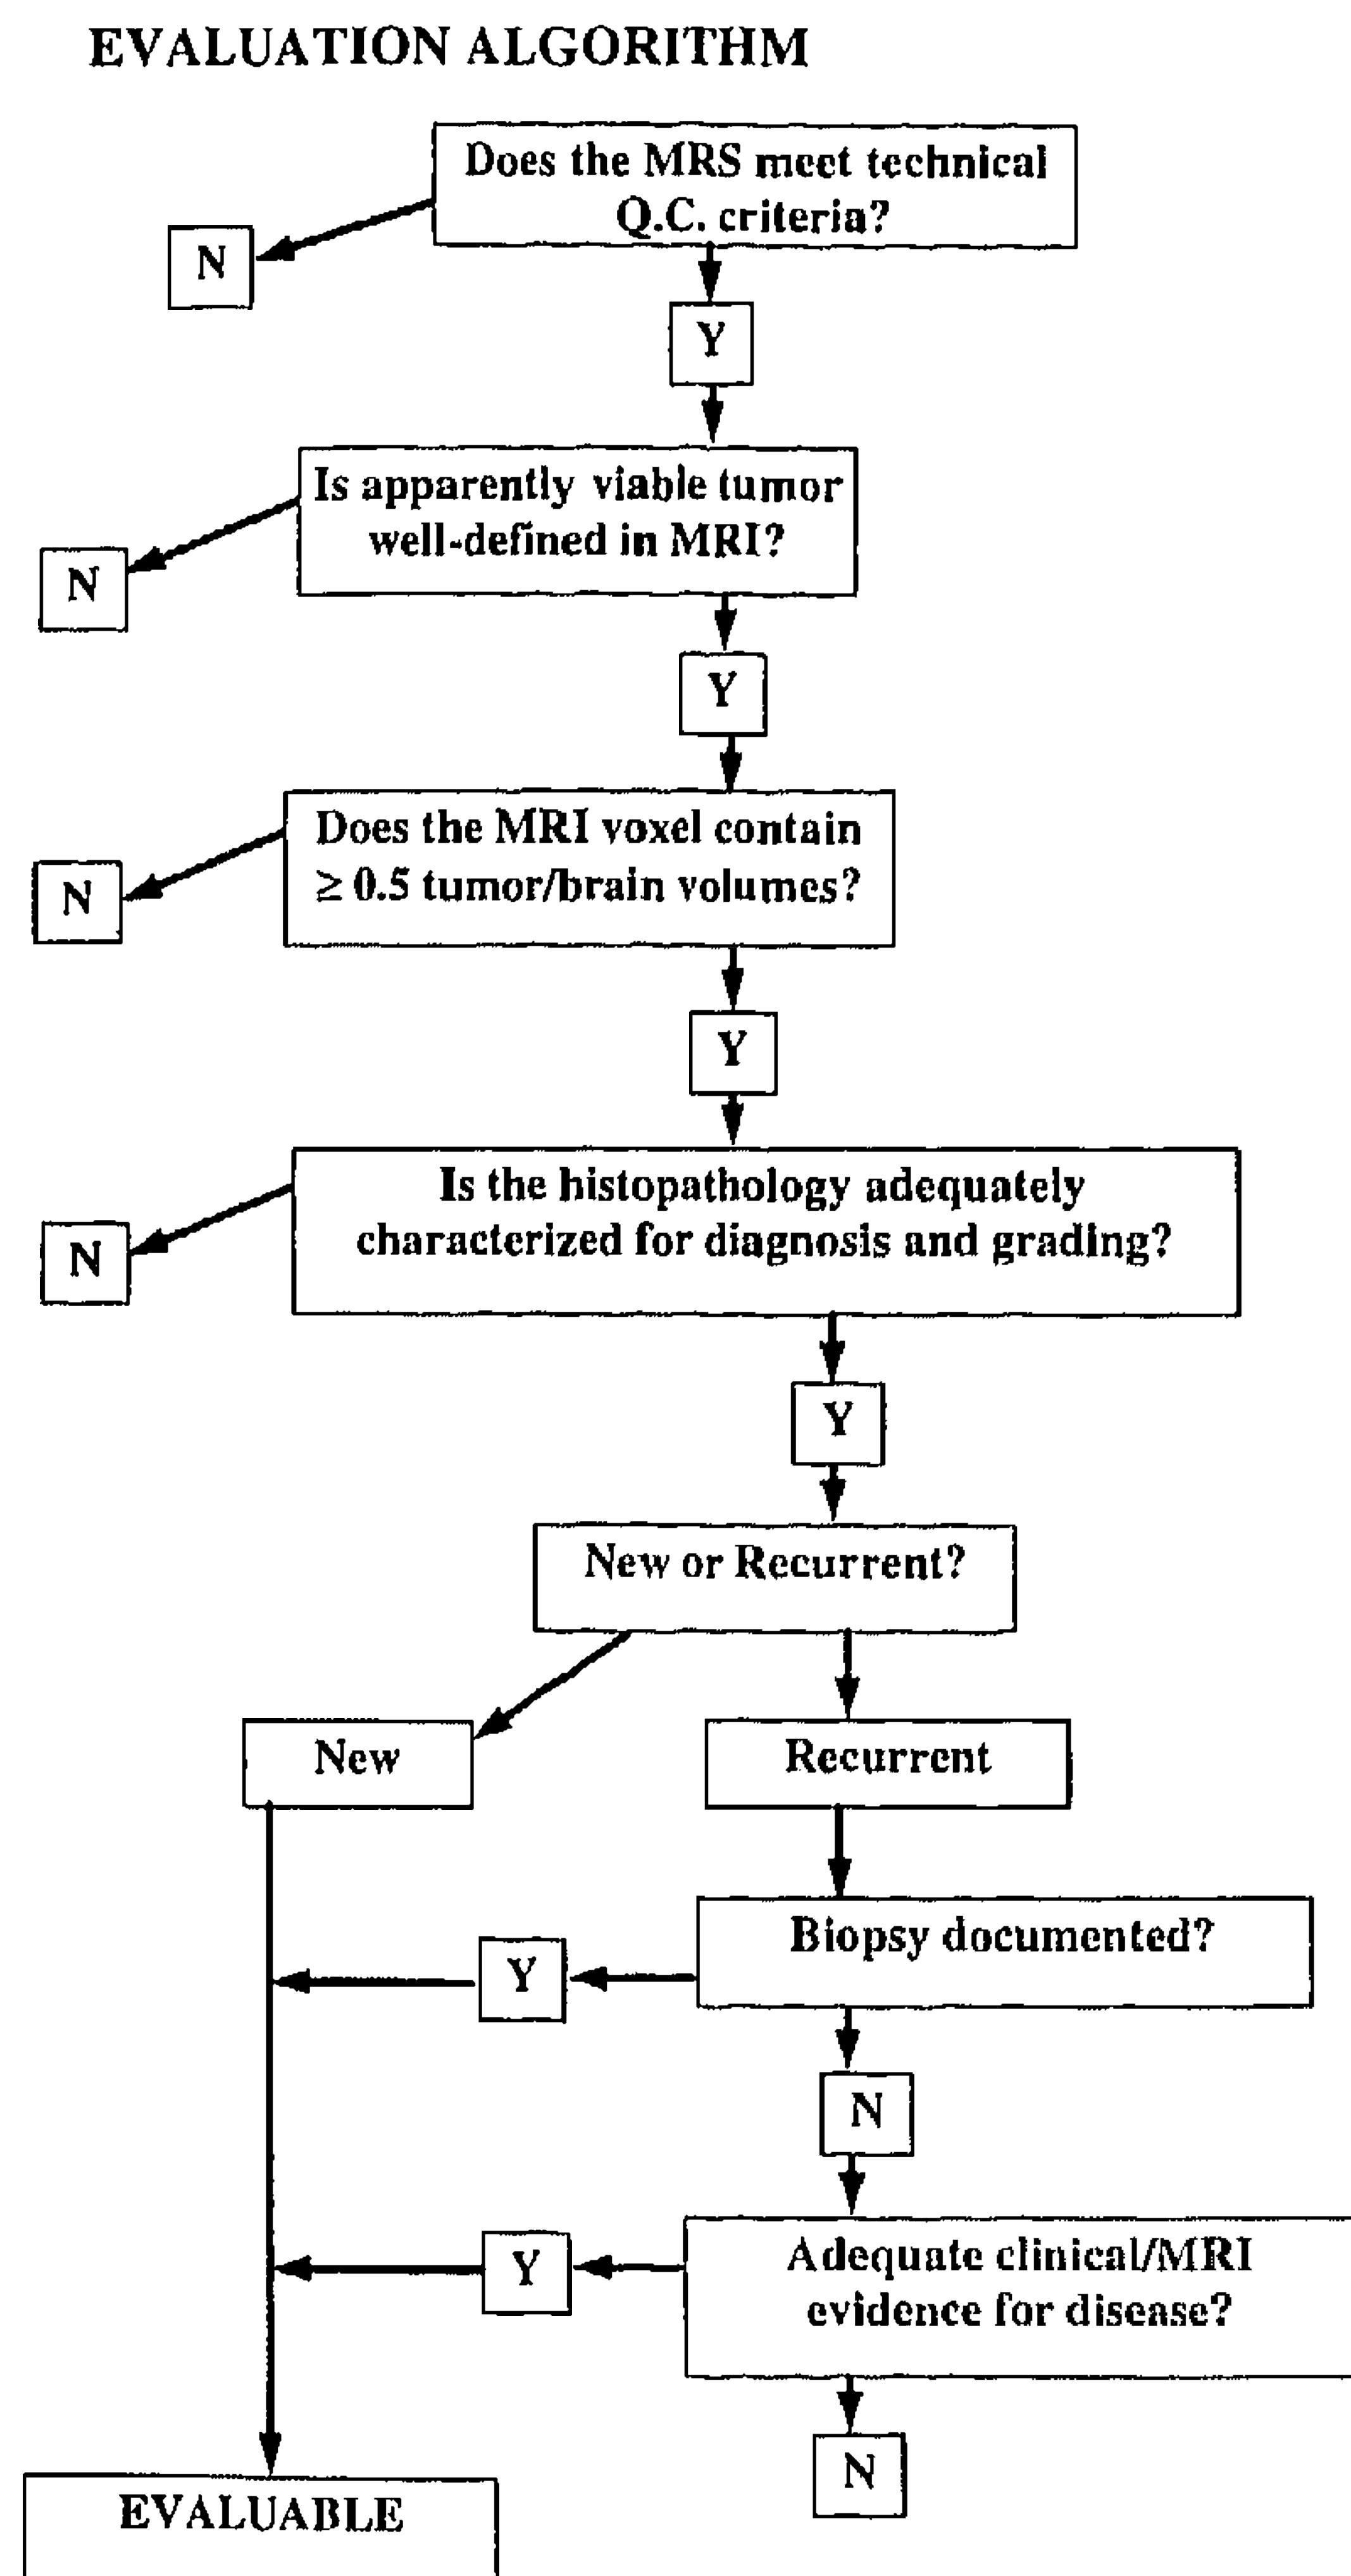 EVALUATION ALGORITHM
Does the MRS meet technical
Q.C. criteria?
N
Y
Is apparently viable tumor
well-defined in MRI?
N
Y
Does the MRI voxel contain
≥ 0.5 tumor/brain volumes?
N
Y
Is the histopathology adequately
characterized for diagnosis and grading?
N
Y
New or Recurrent?
New
Recurrent
Biopsy documented?
Y
N
Adequate clinical/MRI
evidence for disease?
Y
N
EVALUABLE